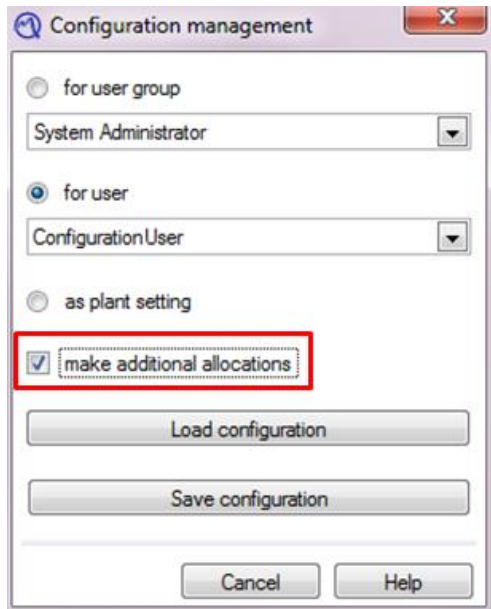 Configuration management
for user group
System Administrator
for user
ConfigurationUser
as plant setting
make additional allocations
Load configuration
Save configuration
Cancel Help